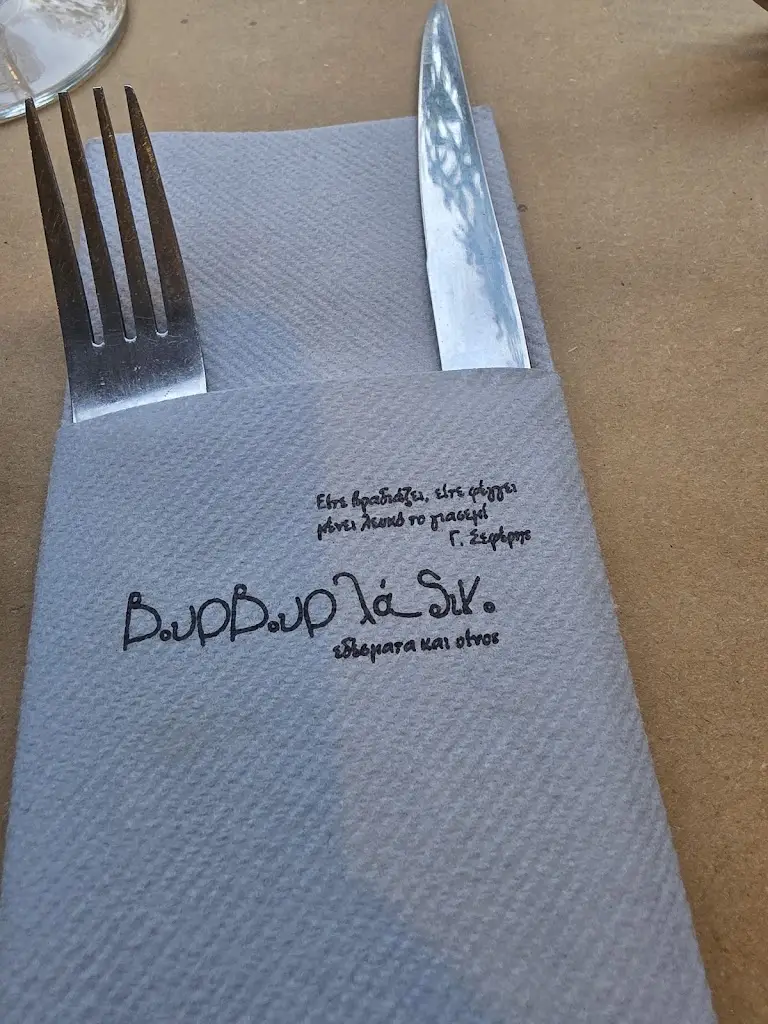 Είτε βραδιάζει, είτε φέγγει
μένει λευκό το γιασεμί
Γ. Σεφέρης
Βουρβουρλάδικο
εδέσματα και οίνος